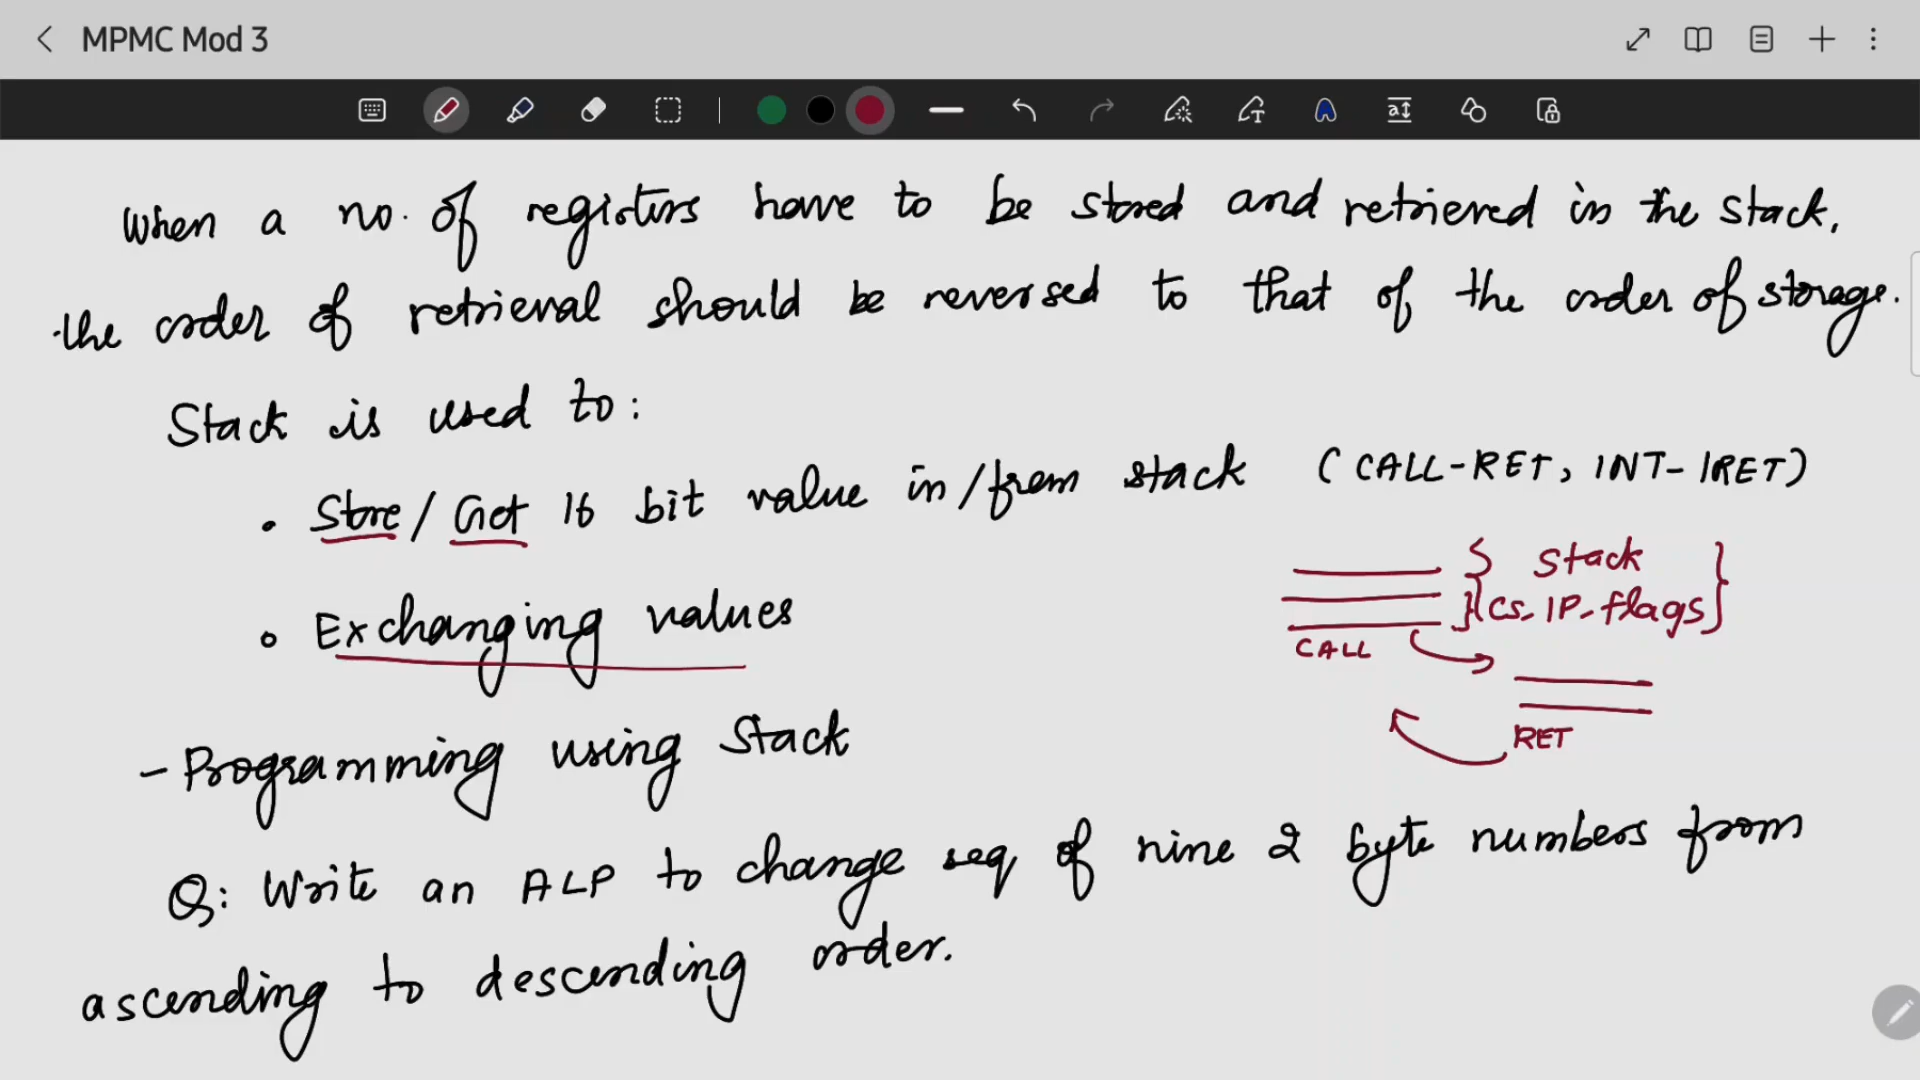 MPMC Mod 3
When a no. of registers have to be stored and retrieved in the stack,
the order of retrieval should be reversed to that of the order of storage.
Stack is used to:
• Store/Get 16 bit value in/from stack (CALL-RET, INT-IRET)
• Exchanging values
Stack
CS-IP-flags
CALL
RET
- Programming using Stack
Q: Write an ALP to change seq of nine 2 byte numbers from
ascending to descending order.